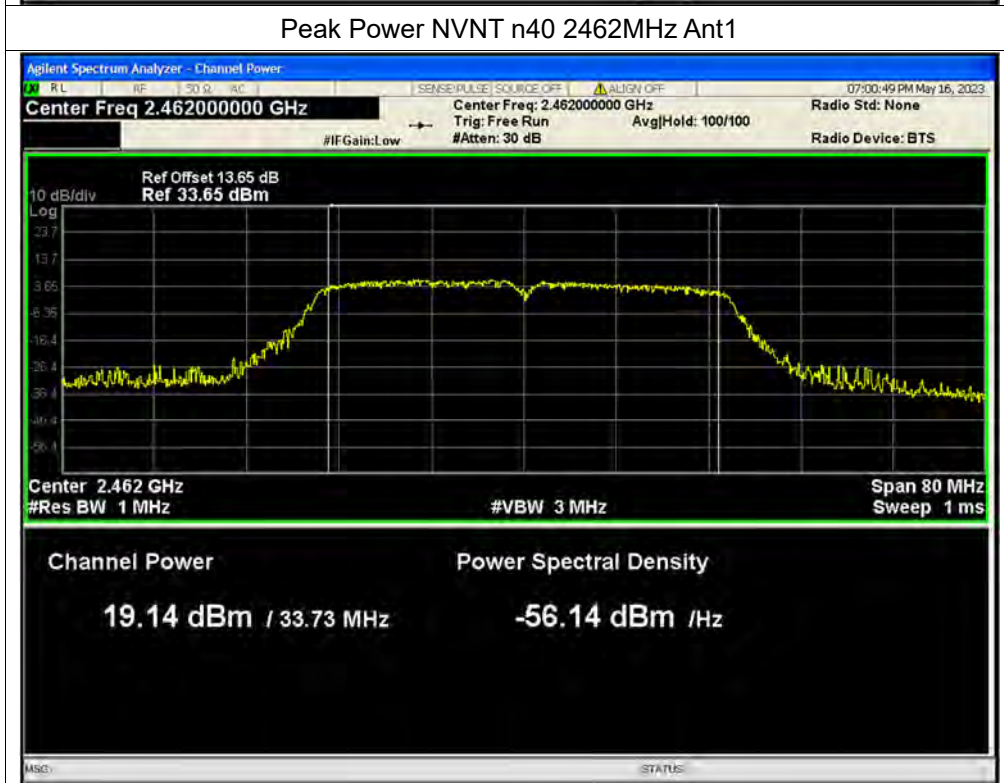 Peak Power NVNT n40 2462MHz Ant1
Agilent Spectrum Analyzer - Channel Power
RL RF 50 Ω AC SENSE:PULSE SOURCE OFF ALIGN OFF 07:00:49 PM May 16, 2023
Center Freq 2.462000000 GHz Center Freq: 2.462000000 GHz Radio Std: None
Trig: Free Run Avg|Hold: 100/100
#IFGain:Low #Atten: 30 dB Radio Device: BTS
Ref Offset 13.65 dB
10 dB/div Ref 33.65 dBm
Log
23.7
13.7
3.65
-6.35
-16.4
-26.4
-36.4
-46.4
-56.4
Center 2.462 GHz Span 80 MHz
#Res BW 1 MHz #VBW 3 MHz Sweep 1 ms
Channel Power Power Spectral Density
19.14 dBm / 33.73 MHz -56.14 dBm /Hz
MSG STATUS